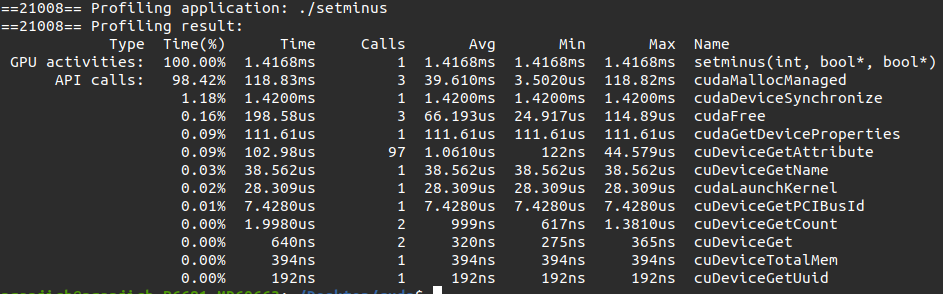 ==21008== Profiling application: ./setminus
==21008== Profiling result:
Type Time(%) Time Calls Avg Min Max Name
GPU activities: 100.00% 1.4168ms 1 1.4168ms 1.4168ms 1.4168ms setminus(int, bool*, bool*)
API calls: 98.42% 118.83ms 3 39.610ms 3.5020us 118.82ms cudaMallocManaged
1.18% 1.4200ms 1 1.4200ms 1.4200ms 1.4200ms cudaDeviceSynchronize
0.16% 198.58us 3 66.193us 24.917us 114.89us cudaFree
0.09% 111.61us 1 111.61us 111.61us 111.61us cudaGetDeviceProperties
0.09% 102.98us 97 1.0610us 122ns 44.579us cuDeviceGetAttribute
0.03% 38.562us 1 38.562us 38.562us 38.562us cuDeviceGetName
0.02% 28.309us 1 28.309us 28.309us 28.309us cudaLaunchKernel
0.01% 7.4280us 1 7.4280us 7.4280us 7.4280us cuDeviceGetPCIBusId
0.00% 1.9980us 2 999ns 617ns 1.3810us cuDeviceGetCount
0.00% 640ns 2 320ns 275ns 365ns cuDeviceGet
0.00% 394ns 1 394ns 394ns 394ns cuDeviceTotalMem
0.00% 192ns 1 192ns 192ns 192ns cuDeviceGetUuid